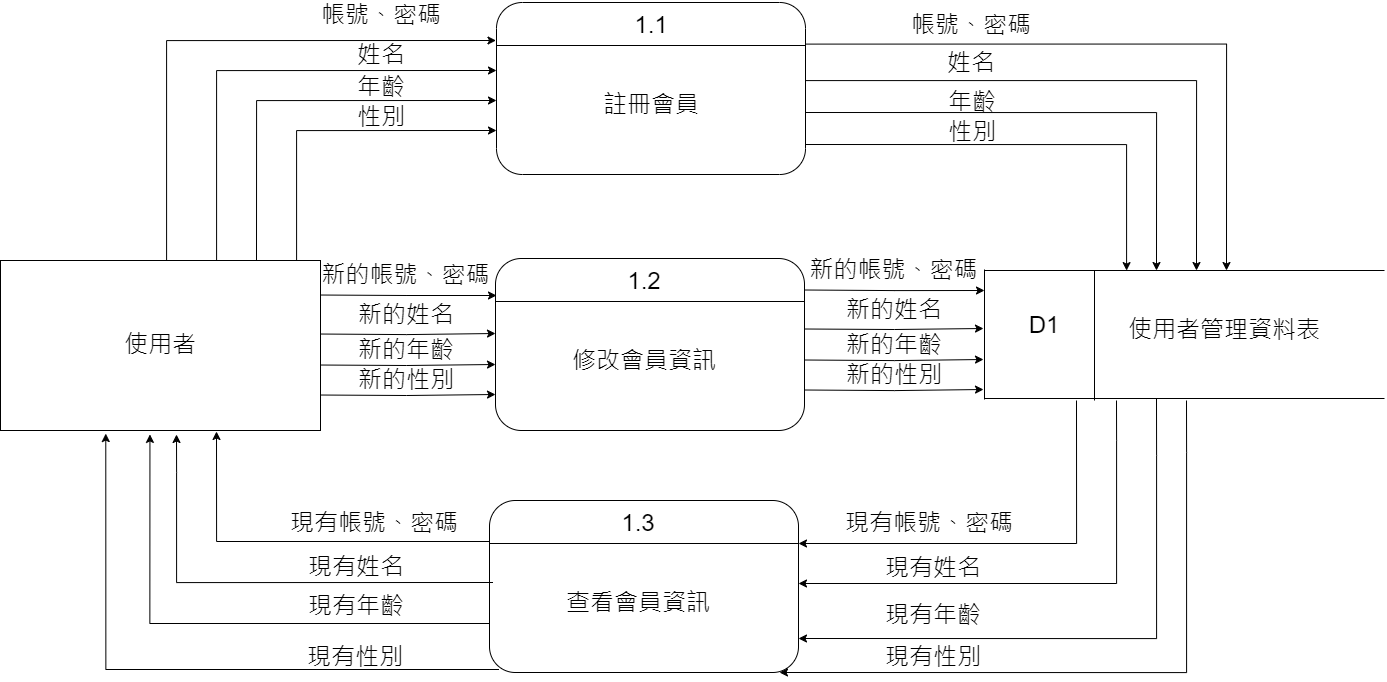 帳號、密碼
姓名
年齡
性別
1.1
註冊會員
帳號、密碼
姓名
年齡
性別
使用者
新的帳號、密碼
新的姓名
新的年齡
新的性別
1.2
修改會員資訊
新的帳號、密碼
新的姓名
新的年齡
新的性別
D1
使用者管理資料表
現有帳號、密碼
現有姓名
現有年齡
現有性別
1.3
查看會員資訊
現有帳號、密碼
現有姓名
現有年齡
現有性別